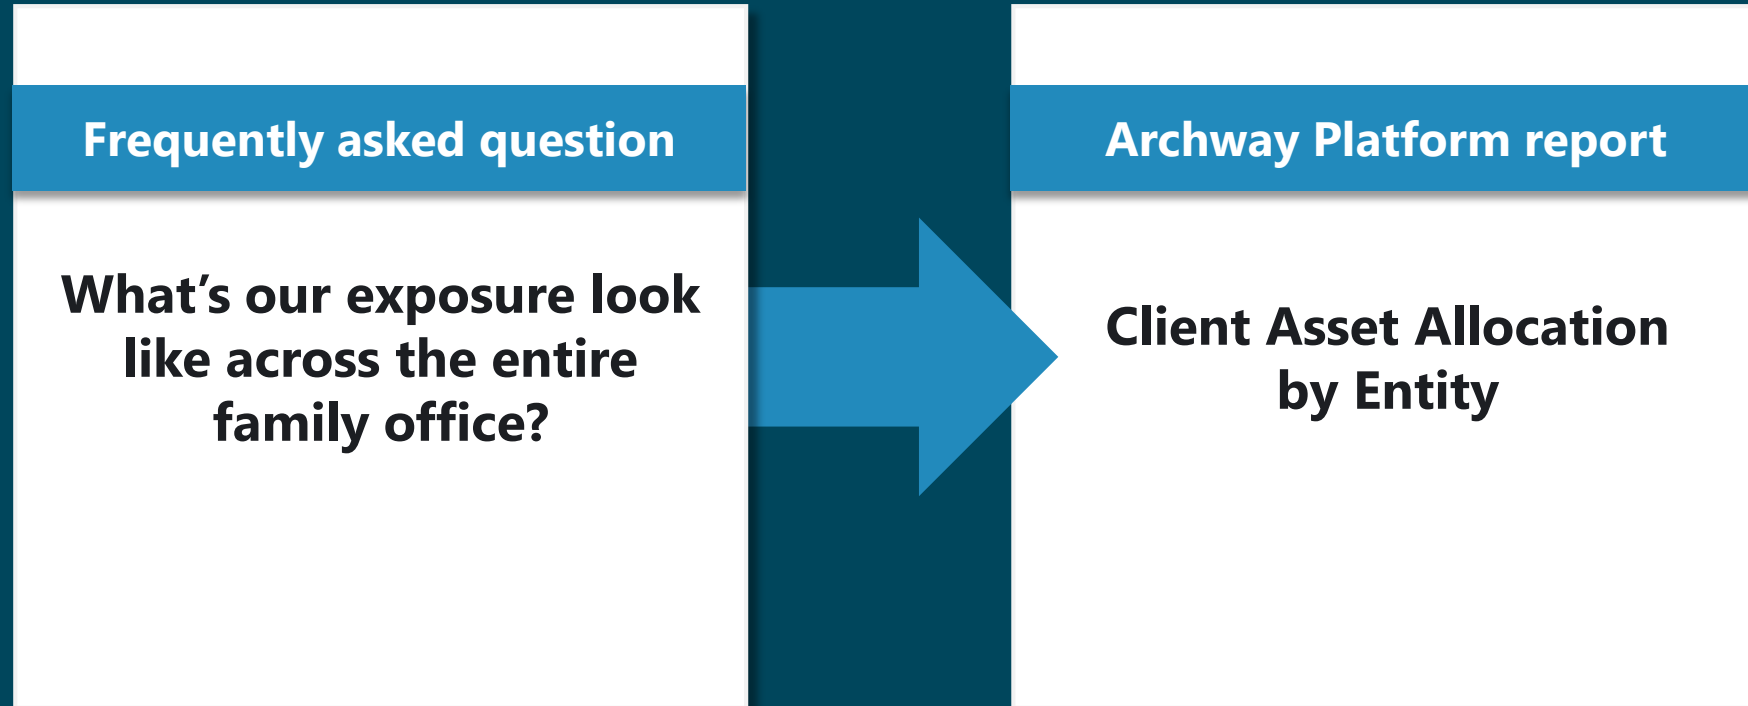 Frequently asked question
What’s our exposure look
like across the entire
family office?
Archway Platform report
Client Asset Allocation
by Entity